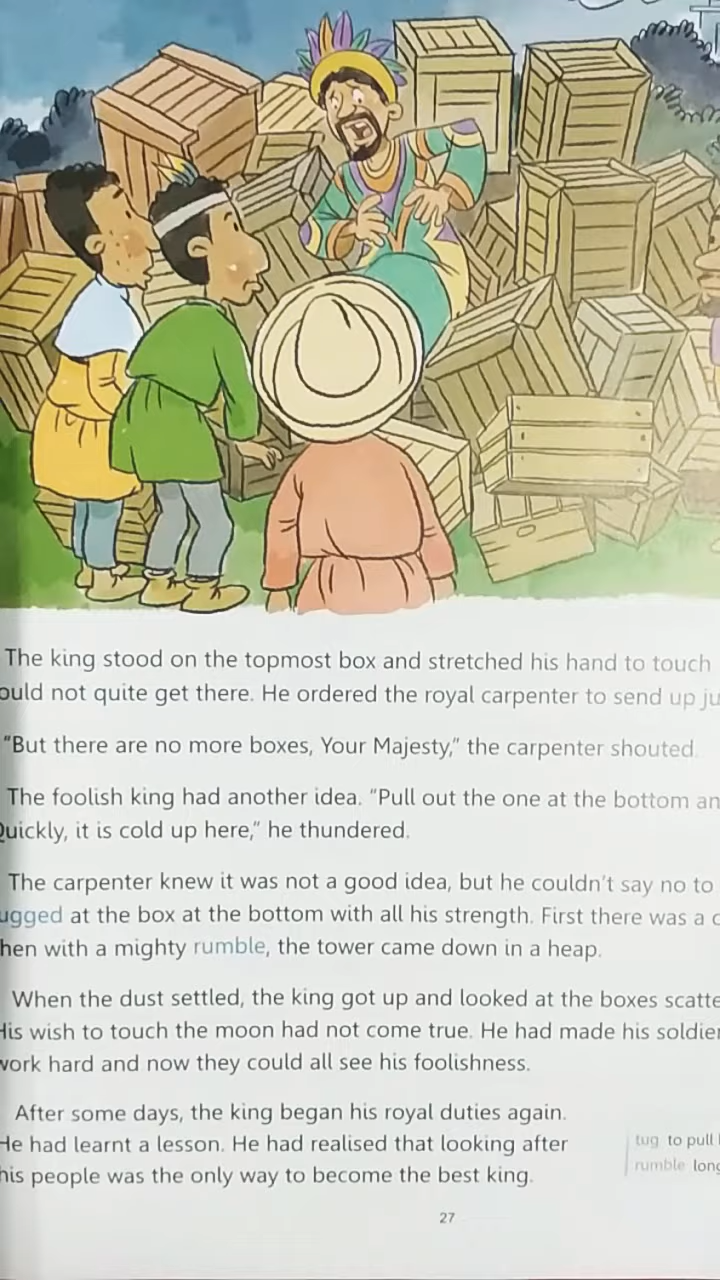 The king stood on the topmost box and stretched his hand to touch
not quite get there. He ordered the royal carpenter to send up
"But there are no more boxes, Your Majesty," the carpenter shouted.
The foolish king had another idea. "Pull out the one at the bottom
Quickly, it is cold up here," he thundered.
The carpenter knew it was not a good idea, but he couldn't say no to
at the box at the bottom with all his strength. First there was a
with a mighty rumble, the tower came down in a heap.
When the dust settled, the king got up and looked at the boxes
His wish to touch the moon had not come true. He had made his
work hard and now they could all see his foolishness.
After some days, the king began his royal duties again.
He had learnt a lesson. He had realised that looking after
his people was the only way to become the best king.
tug to pull
rumble
27